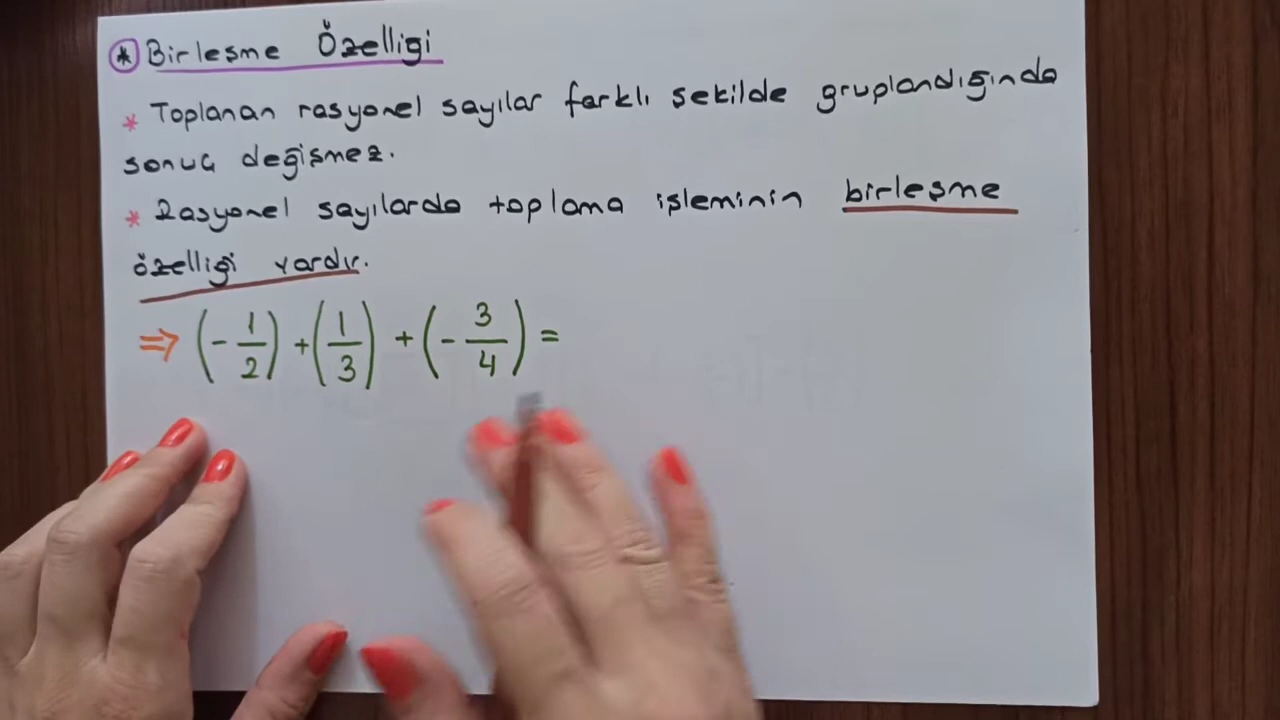 * Birleşme Özelliği
* Toplanan rasyonel sayılar farklı şekilde gruplandığında
sonuç değişmez.
* Rasyonel sayılarda toplama işleminin birleşme
özelliği vardır.
⇒ (-1/2) + (1/3) + (-3/4) =